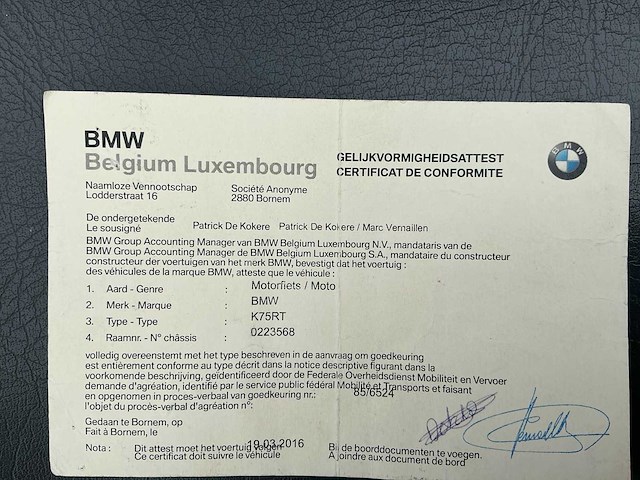 BMW
Belgium Luxembourg
GELIJKVORMIGHEIDSATTEST
CERTIFICAT DE CONFORMITE
BMW
Naamloze Vennootschap Société Anonyme
Lodderstraat 16 2880 Bornem
De ondergetekende
Le sousigné Patrick De Kokere Patrick De Kokere / Marc Vernaillen
BMW Group Accounting Manager van BMW Belgium Luxembourg N.V., mandataris van de
BMW Group Accounting Manager de BMW Belgium Luxembourg S.A., mandataire du constructeur
constructeur der voertuigen van het merk BMW, bevestigt dat het voertuig :
des véhicules de la marque BMW, atteste que le véhicule :
1. Aard - Genre : Motorfiets / Moto
2. Merk - Marque : BMW
3. Type - Type : K75RT
4. Raamnr. - N° châssis : 0223568
volledig overeenstemt met het type beschreven in de aanvraag om goedkeuring
est entièrement conforme au type décrit dans la notice descriptive figurant dans la
voorkomende beschrijving, geïdentificeerd door de Federale Overheidsdienst Mobiliteit en Vervoer
demande d'agréation, identifié par le service public fédéral Mobilité et Transports et faisant
en opgenomen in proces-verbaal van goedkeuring nr.: 85/6524
l'objet du procès-verbal d'agréation n°:
Gedaan te Bornem, op
Fait à Bornem, le 19.03.2016
Nota : Dit attest moet het voertuig volgen Bij de boorddocumenten te voegen.
Ce certificat doit suivre le véhicule A joindre aux document de bord